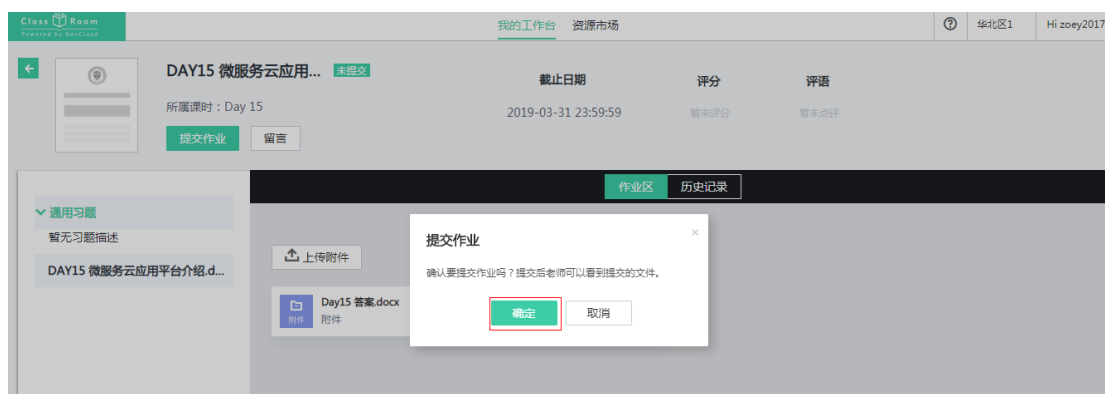 Class Room
Powered by DevCloud
我的工作台 资源市场
? 华北区1 Hi zoey2017
DAY15 微服务云应用... 未提交
截止日期 评分 评语
所属课时：Day 15
2019-03-31 23:59:59 暂未评分 暂未点评
提交作业 留言
作业区 历史记录
通用习题
暂无习题描述
DAY15 微服务云应用平台介绍.d...
上传附件
Day15 答案.docx
附件 附件
提交作业 ×
确认要提交作业吗？提交后老师可以看到提交的文件。
确定 取消